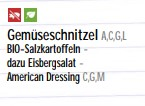 Gemüseschnitzel A,C,G,L
BIO-Salzkartoffeln -
dazu Eisbergsalat -
American Dressing C,G,M